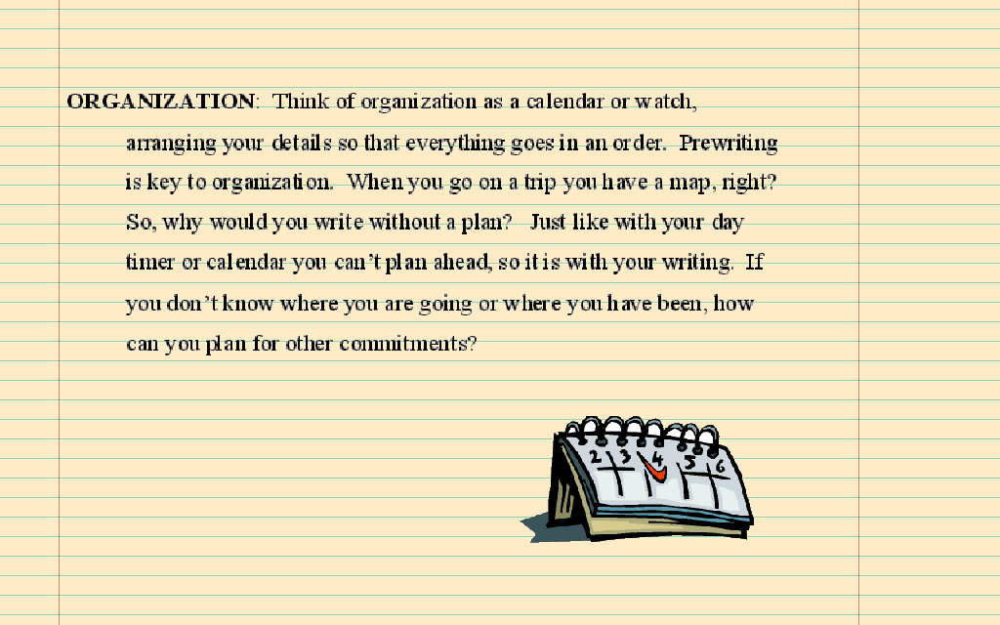 ORGANIZATION:  Think of organization as a calendar or watch,
arranging your details so that everything goes in an order.  Prewriting
is key to organization.  When you go on a trip you have a map, right?
So, why would you write without a plan?   Just like with your day
timer or calendar you can’t plan ahead, so it is with your writing.  If
you don’t know where you are going or where you have been, how
can you plan for other commitments?
2 3 4 5 6